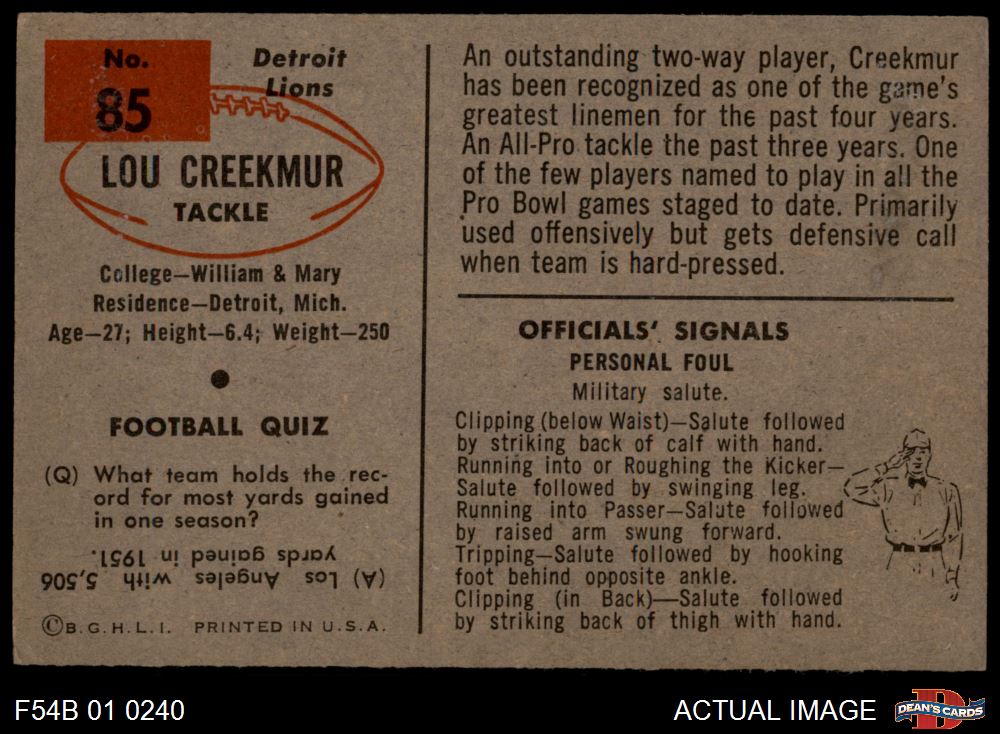 No.
85
Detroit
Lions
LOU CREEKMUR
TACKLE
College—William & Mary
Residence—Detroit, Mich.
Age—27; Height—6.4; Weight—250
FOOTBALL QUIZ
(Q) What team holds the rec-
ord for most yards gained
in one season?
(A) Los Angeles with 5,506
yards gained in 1951.
©B.G.H.L.I. PRINTED IN U.S.A.
An outstanding two-way player, Creekmur
has been recognized as one of the game's
greatest linemen for the past four years.
An All-Pro tackle the past three years. One
of the few players named to play in all the
Pro Bowl games staged to date. Primarily
used offensively but gets defensive call
when team is hard-pressed.
OFFICIALS' SIGNALS
PERSONAL FOUL
Military salute.
Clipping (below Waist)—Salute followed
by striking back of calf with hand.
Running into or Roughing the Kicker—
Salute followed by swinging leg.
Running into Passer—Salute followed
by raised arm swung forward.
Tripping—Salute followed by hooking
foot behind opposite ankle.
Clipping (in Back)—Salute followed
by striking back of thigh with hand.
F54B 01 0240
ACTUAL IMAGE
DEAN'S CARDS